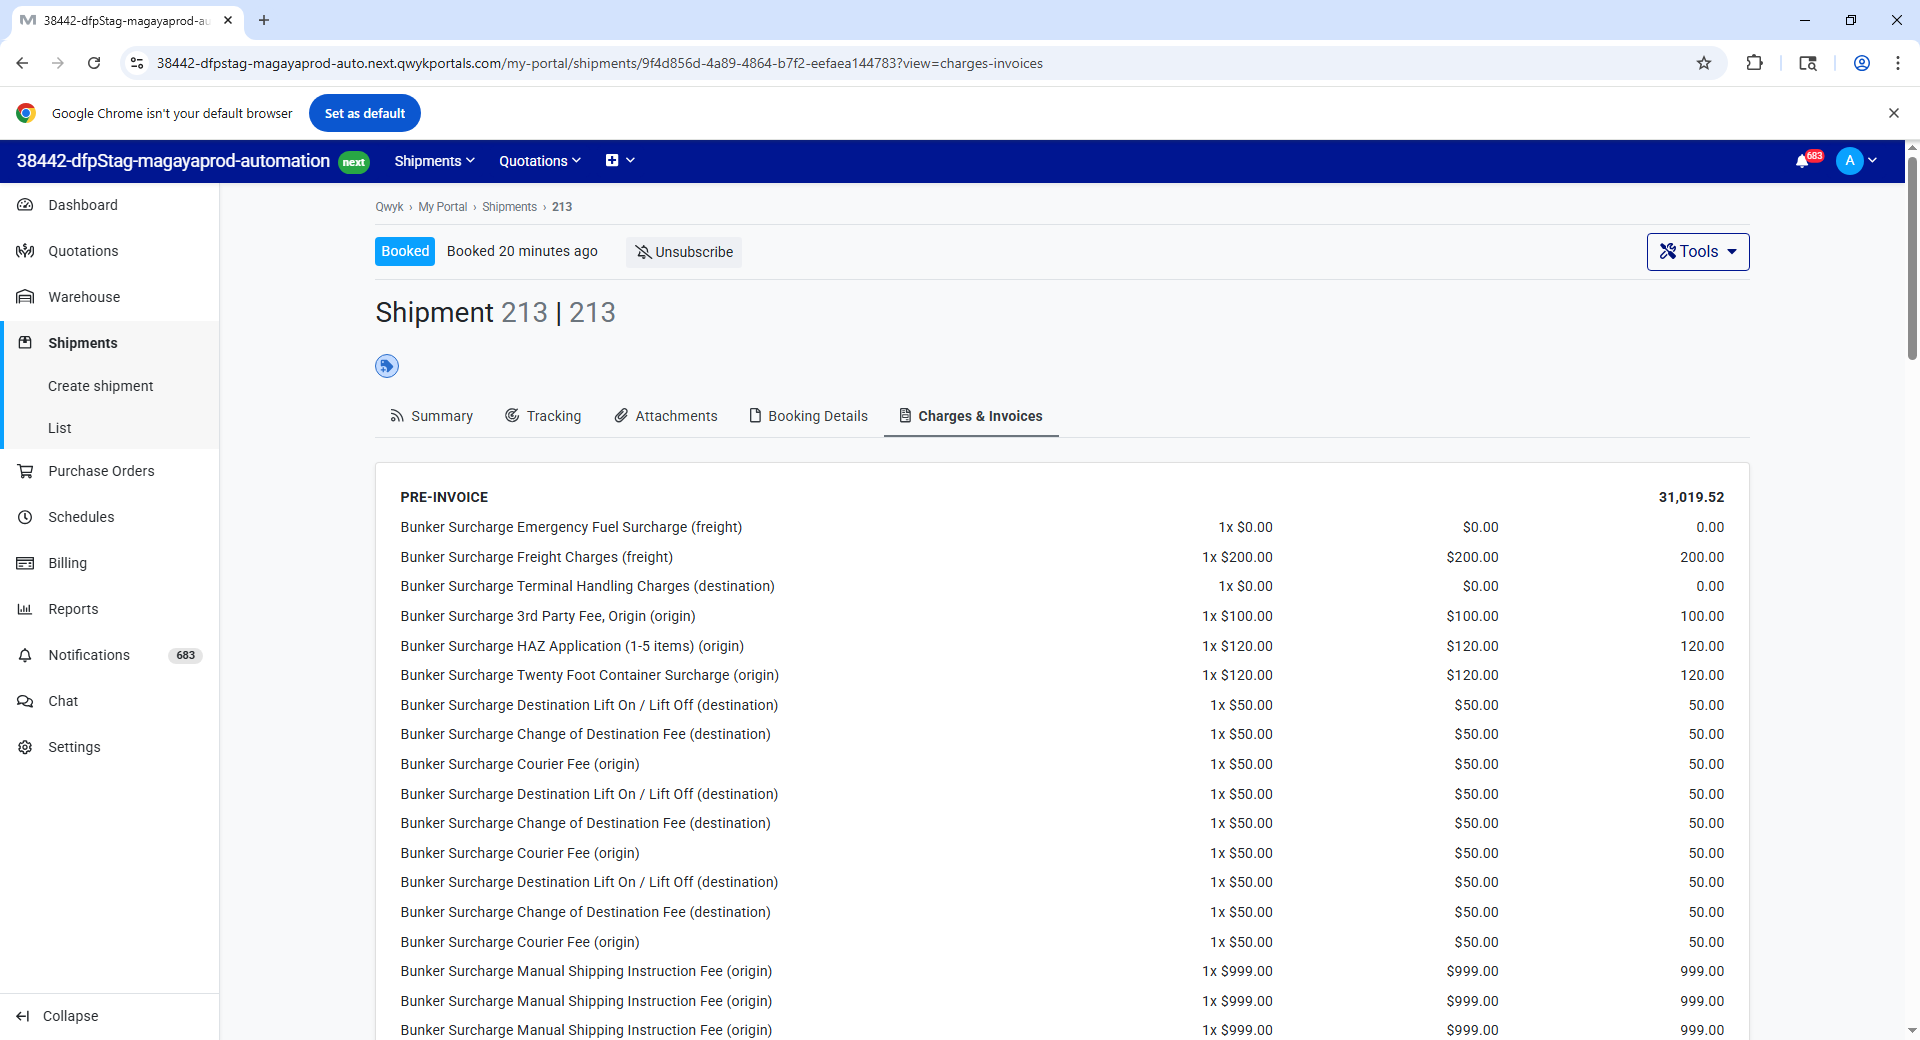 38442-dfpStag-magayaprod-au
38442-dfpstag-magayaprod-auto.next.qwykportals.com/my-portal/shipments/9f4d856d-4a89-4864-b7f2-eefaea144783?view=charges-invoices
Google Chrome isn't your default browser
Set as default
38442-dfpStag-magayaprod-automation
next
Shipments
Quotations
683
A
Dashboard
Quotations
Warehouse
Shipments
Create shipment
List
Purchase Orders
Schedules
Billing
Reports
Notifications 683
Chat
Settings
Collapse
Qwyk › My Portal › Shipments › 213
Booked Booked 20 minutes ago Unsubscribe
Tools
Shipment 213 | 213
Summary Tracking Attachments Booking Details Charges & Invoices
PRE-INVOICE 31,019.52
Bunker Surcharge Emergency Fuel Surcharge (freight) 1x $0.00 $0.00 0.00
Bunker Surcharge Freight Charges (freight) 1x $200.00 $200.00 200.00
Bunker Surcharge Terminal Handling Charges (destination) 1x $0.00 $0.00 0.00
Bunker Surcharge 3rd Party Fee, Origin (origin) 1x $100.00 $100.00 100.00
Bunker Surcharge HAZ Application (1-5 items) (origin) 1x $120.00 $120.00 120.00
Bunker Surcharge Twenty Foot Container Surcharge (origin) 1x $120.00 $120.00 120.00
Bunker Surcharge Destination Lift On / Lift Off (destination) 1x $50.00 $50.00 50.00
Bunker Surcharge Change of Destination Fee (destination) 1x $50.00 $50.00 50.00
Bunker Surcharge Courier Fee (origin) 1x $50.00 $50.00 50.00
Bunker Surcharge Destination Lift On / Lift Off (destination) 1x $50.00 $50.00 50.00
Bunker Surcharge Change of Destination Fee (destination) 1x $50.00 $50.00 50.00
Bunker Surcharge Courier Fee (origin) 1x $50.00 $50.00 50.00
Bunker Surcharge Destination Lift On / Lift Off (destination) 1x $50.00 $50.00 50.00
Bunker Surcharge Change of Destination Fee (destination) 1x $50.00 $50.00 50.00
Bunker Surcharge Courier Fee (origin) 1x $50.00 $50.00 50.00
Bunker Surcharge Manual Shipping Instruction Fee (origin) 1x $999.00 $999.00 999.00
Bunker Surcharge Manual Shipping Instruction Fee (origin) 1x $999.00 $999.00 999.00
Bunker Surcharge Manual Shipping Instruction Fee (origin) 1x $999.00 $999.00 999.00